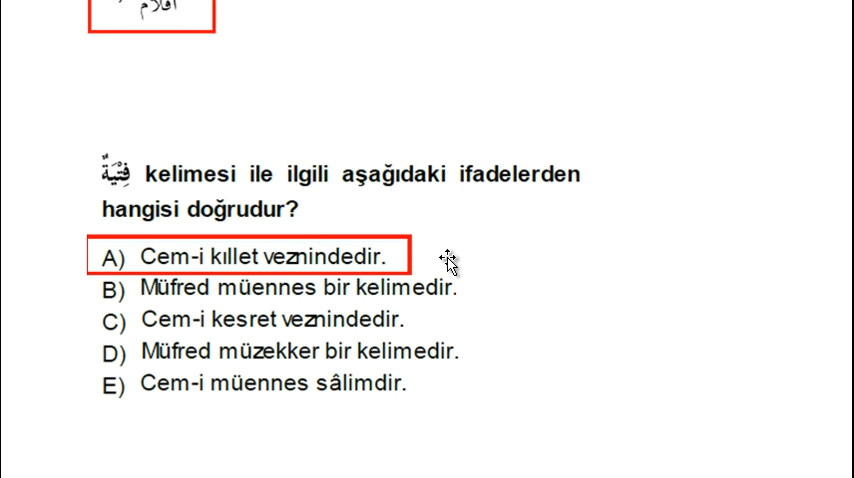 أقلام
فِتْيَةٌ kelimesi ile ilgili aşağıdaki ifadelerden
hangisi doğrudur?
A) Cem-i kıllet veznindedir.
B) Müfred müennes bir kelimedir.
C) Cem-i kesret veznindedir.
D) Müfred müzekker bir kelimedir.
E) Cem-i müennes sâlimdir.